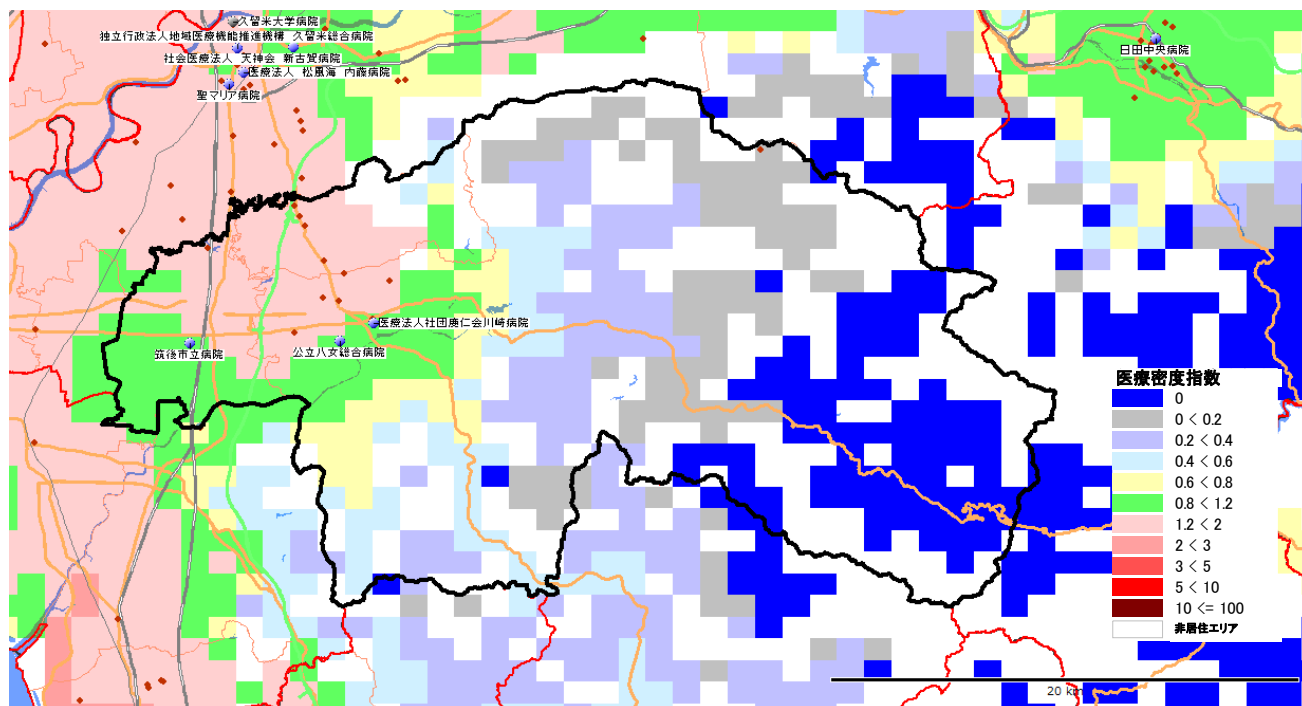 久留米大学病院
独立行政法人地域医療機能推進機構 久留米総合病院
社会医療法人 天神会 新古賀病院
医療法人 松風海 内藤病院
聖マリア病院
日田中央病院
医療法人社団鹿仁会川崎病院
筑後市立病院
公立八女総合病院
医療密度指数
0
0 < 0.2
0.2 < 0.4
0.4 < 0.6
0.6 < 0.8
0.8 < 1.2
1.2 < 2
2 < 3
3 < 5
5 < 10
10 <= 100
非居住エリア
20 km